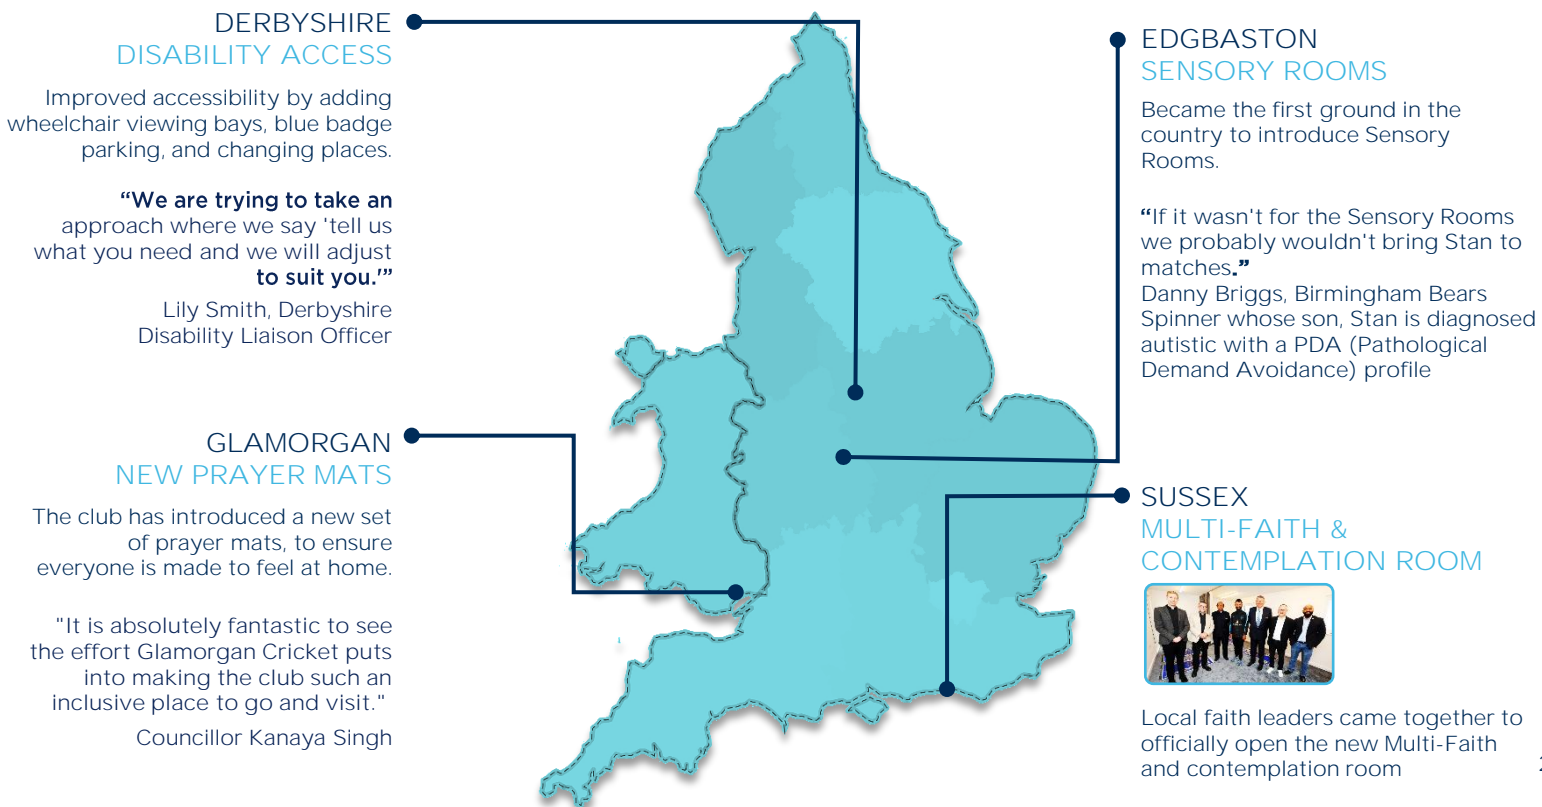 DERBYSHIRE
DISABILITY ACCESS
Improved accessibility by adding
wheelchair viewing bays, blue badge
parking, and changing places.
“We are trying to take an
approach where we say 'tell us
what you need and we will adjust
to suit you.'”
Lily Smith, Derbyshire
Disability Liaison Officer
GLAMORGAN
NEW PRAYER MATS
The club has introduced a new set
of prayer mats, to ensure
everyone is made to feel at home.
"It is absolutely fantastic to see
the effort Glamorgan Cricket puts
into making the club such an
inclusive place to go and visit."
Councillor Kanaya Singh
EDGBASTON
SENSORY ROOMS
Became the first ground in the
country to introduce Sensory
Rooms.
“If it wasn't for the Sensory Rooms
we probably wouldn't bring Stan to
matches.”
Danny Briggs, Birmingham Bears
Spinner whose son, Stan is diagnosed
autistic with a PDA (Pathological
Demand Avoidance) profile
SUSSEX
MULTI-FAITH &
CONTEMPLATION ROOM
Local faith leaders came together to
officially open the new Multi-Faith
and contemplation room